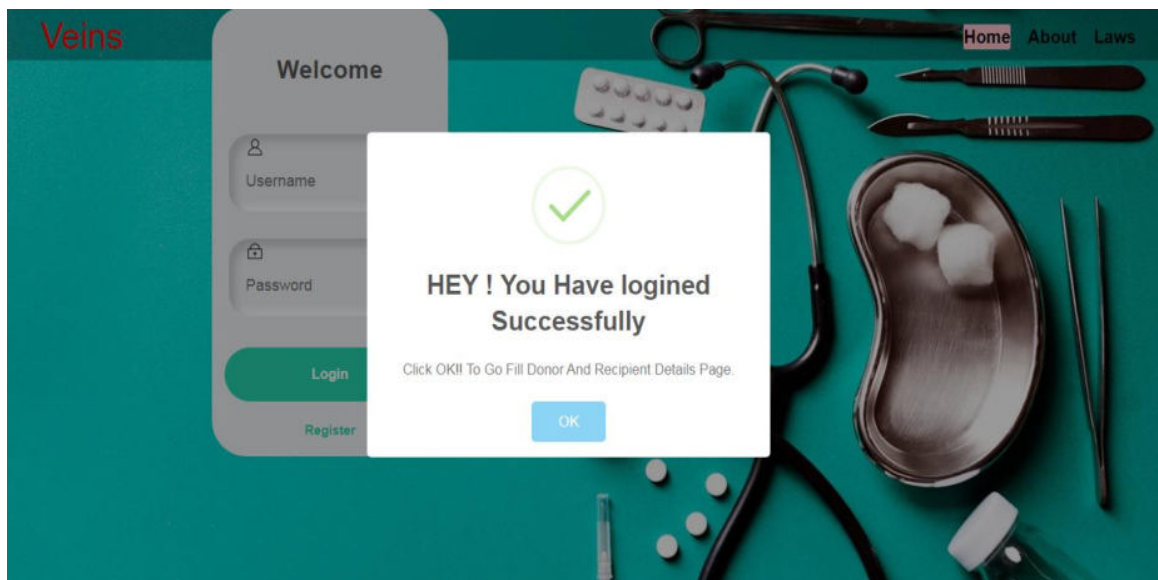 Veins
Home About Laws
Welcome
Username
Password
Login
Register
HEY ! You Have logined
Successfully
Click OK!! To Go Fill Donor And Recipient Details Page.
OK